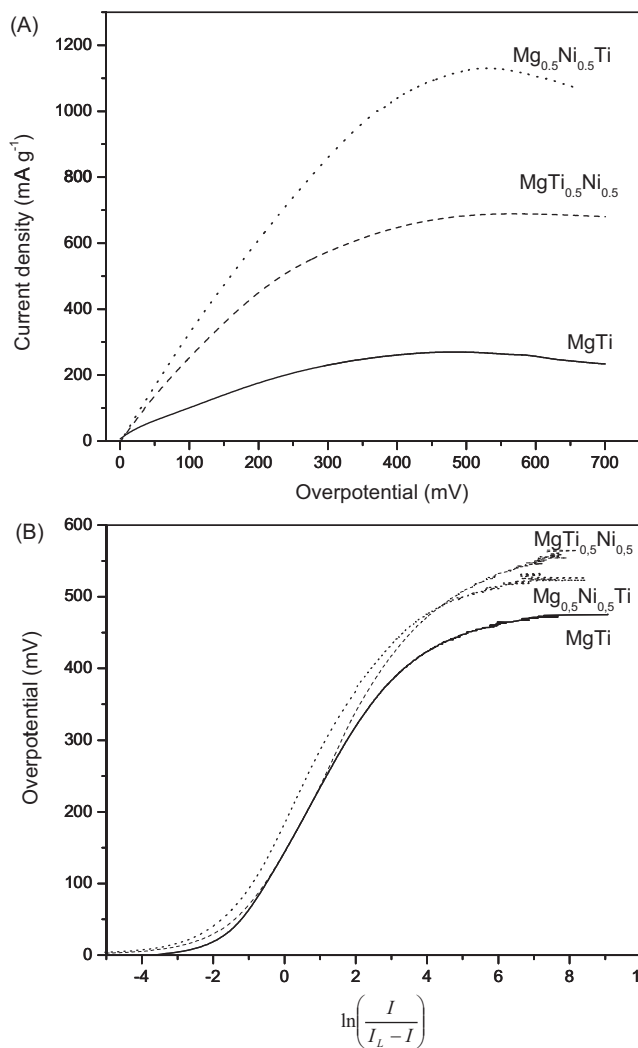 (A)
1200
1000
800
600
400
200
0
Current density (mA g⁻¹)
Mg₀.₅Ni₀.₅Ti
MgTi₀.₅Ni₀.₅
MgTi
0 100 200 300 400 500 600 700
Overpotential (mV)
(B)
600
500
400
300
200
100
0
Overpotential (mV)
MgTi₀,₅Ni₀,₅
Mg₀,₅Ni₀,₅Ti
MgTi
-4 -2 0 2 4 6 8 1
ln(I / (I_L − I))